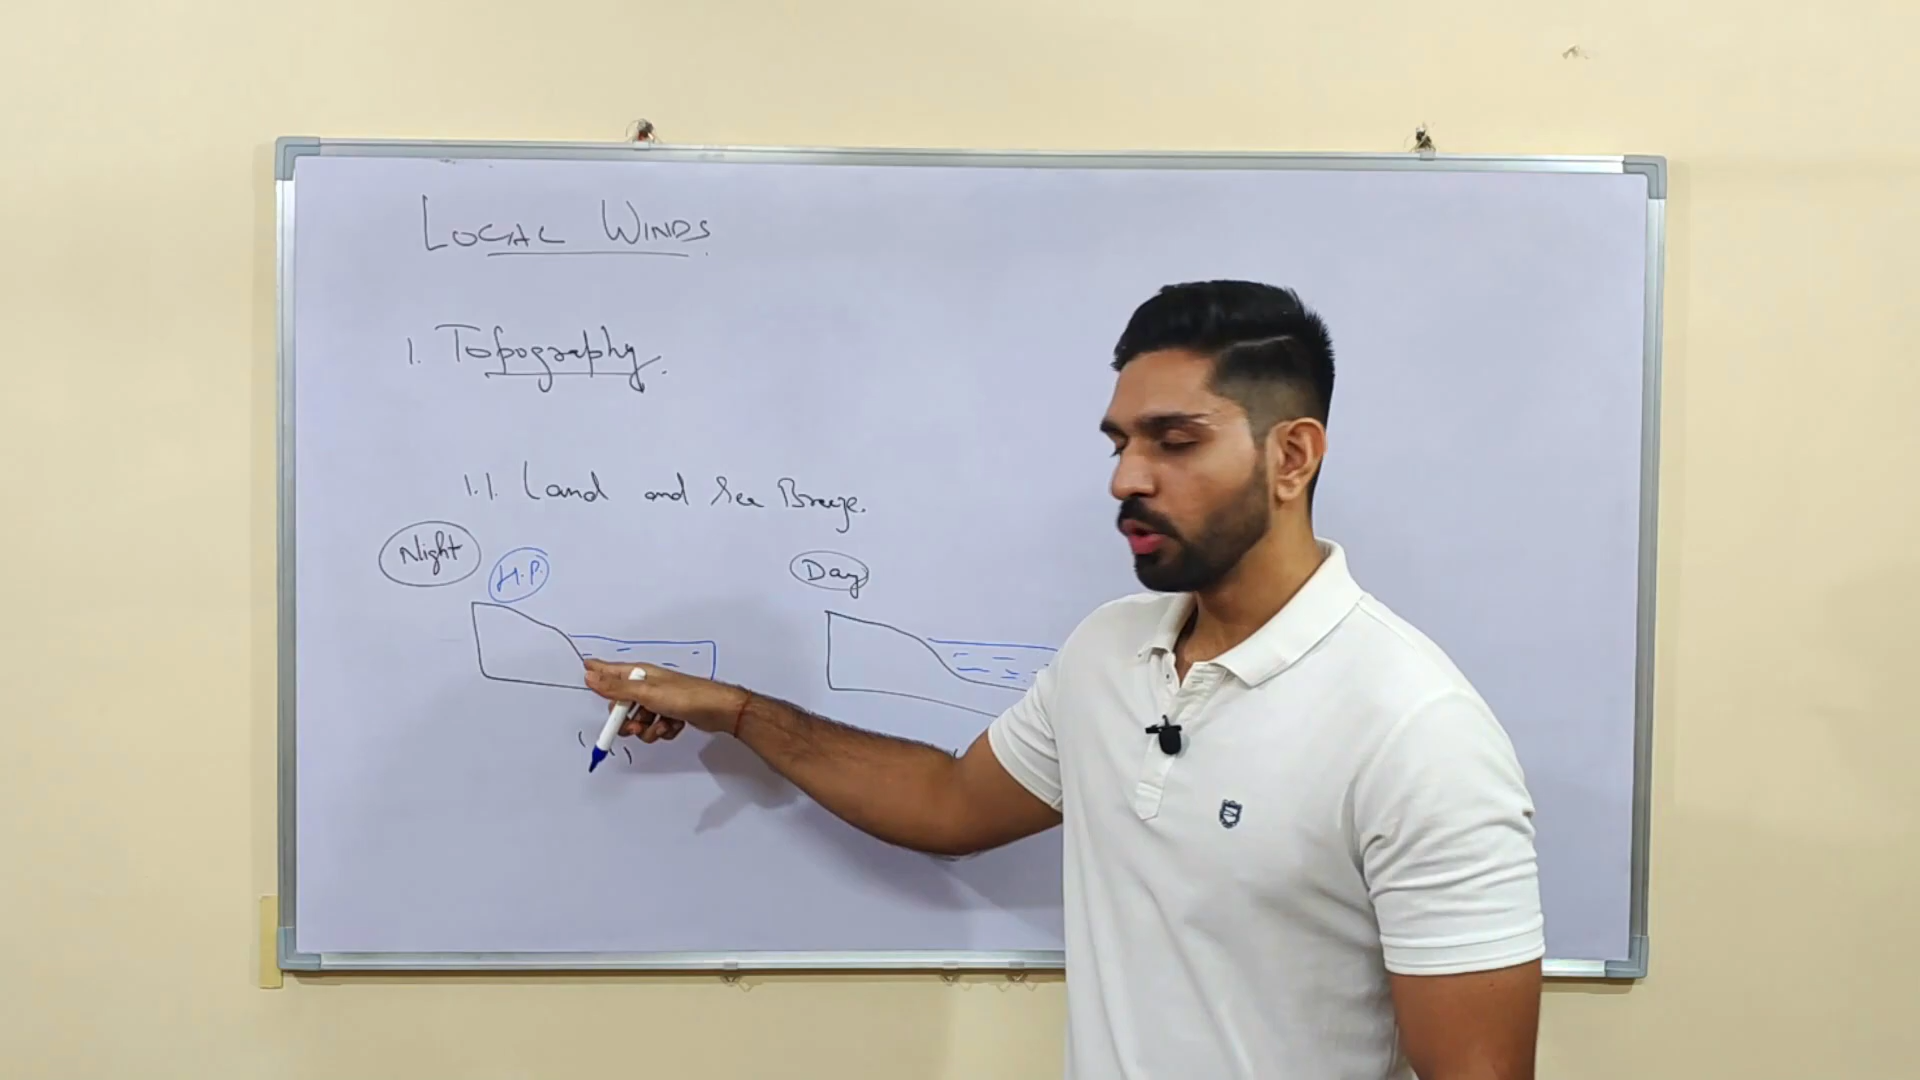 LOCAL WINDS
1. Topography.
1.1. Land and Sea Breeze.
Night
H.P.
Day